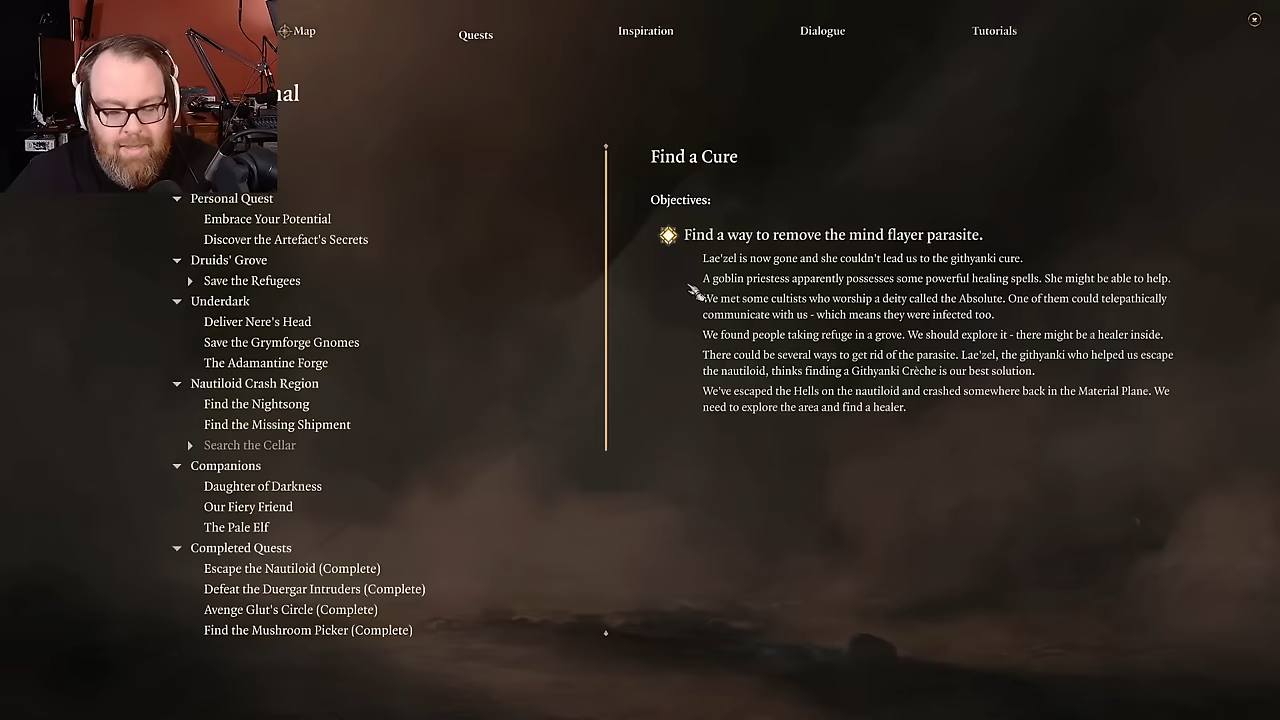 Map
Quests
Inspiration
Dialogue
Tutorials
nal
Personal Quest
Embrace Your Potential
Discover the Artefact's Secrets
Druids' Grove
Save the Refugees
Underdark
Deliver Nere's Head
Save the Grymforge Gnomes
The Adamantine Forge
Nautiloid Crash Region
Find the Nightsong
Find the Missing Shipment
Search the Cellar
Companions
Daughter of Darkness
Our Fiery Friend
The Pale Elf
Completed Quests
Escape the Nautiloid (Complete)
Defeat the Duergar Intruders (Complete)
Avenge Glut's Circle (Complete)
Find the Mushroom Picker (Complete)
Find a Cure
Objectives:
Find a way to remove the mind flayer parasite.
Lae'zel is now gone and she couldn't lead us to the githyanki cure.
A goblin priestess apparently possesses some powerful healing spells. She might be able to help.
We met some cultists who worship a deity called the Absolute. One of them could telepathically
communicate with us - which means they were infected too.
We found people taking refuge in a grove. We should explore it - there might be a healer inside.
There could be several ways to get rid of the parasite. Lae'zel, the githyanki who helped us escape
the nautiloid, thinks finding a Githyanki Crèche is our best solution.
We've escaped the Hells on the nautiloid and crashed somewhere back in the Material Plane. We
need to explore the area and find a healer.